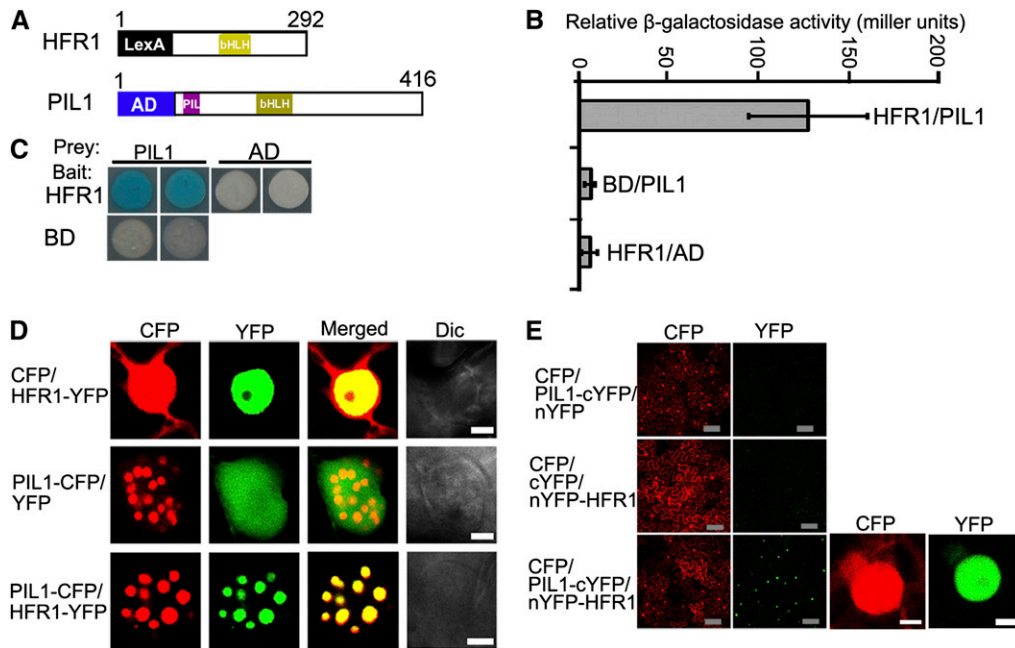 A
1 292
HFR1 LexA bHLH
1 416
PIL1 AD PIL bHLH
B
Relative β-galactosidase activity (miller units)
0 50 100 150 200
HFR1/PIL1
BD/PIL1
HFR1/AD
C
Prey: PIL1 AD
Bait:
HFR1
BD
D
CFP YFP Merged Dic
CFP/
HFR1-YFP
PIL1-CFP/
YFP
PIL1-CFP/
HFR1-YFP
E
CFP YFP
CFP/
PIL1-cYFP/
nYFP
CFP/
cYFP/
nYFP-HFR1
CFP/
PIL1-cYFP/
nYFP-HFR1
CFP YFP